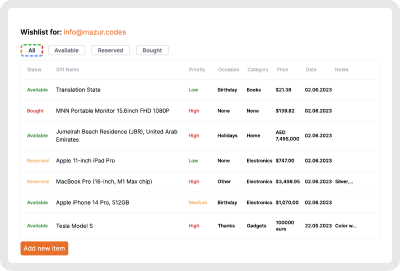 Wishlist for: info@mszur.codes
All Available Reserved Bought
Status Gift Name Priority Occasion Category Price Date Notes
Available Translation State Low Birthday Books $21.38 02.06.2023
Bought MNN Portable Monitor 15.6inch FHD 1080P High None None $139.82 02.06.2023
Available Jumeirah Beach Residence (JBR), United Arab High Holidays Home AED 02.06.2023
Emirates 7,495,000
Reserved Apple 11-inch iPad Pro Low None Electronics $747.00 02.06.2023
Reserved MacBook Pro (16-inch, M1 Max chip) High Other Electronics $3,498.95 02.06.2023 Silver,...
Available Apple iPhone 14 Pro, 512GB Medium Birthday Electronics $1,070.00 02.06.2023
Available Tesla Model S High Thanks Gadgets 100000 22.05.2023 Color w...
euro
Add new item